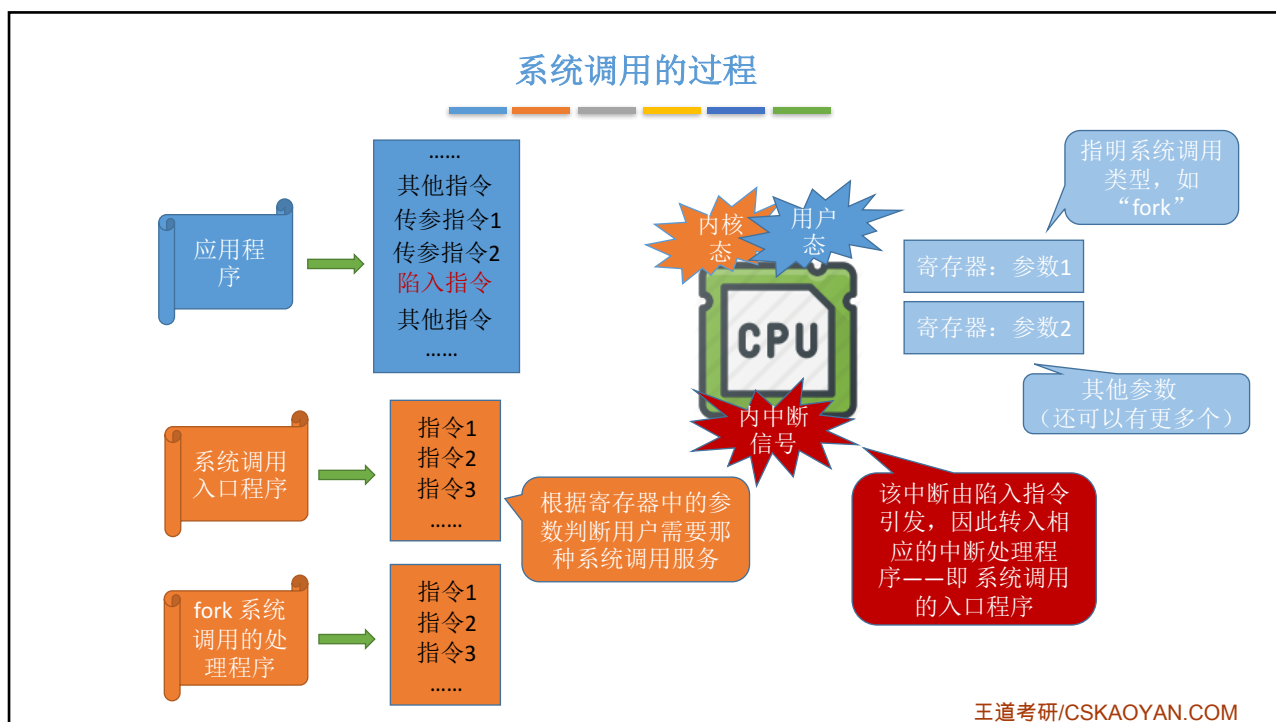 系统调用的过程
应用程
序
……
其他指令
传参指令1
传参指令2
陷入指令
其他指令
……
内核
态
用户
态
CPU
内中断
信号
指明系统调用
类型，如
“fork”
寄存器：参数1
寄存器：参数2
其他参数
（还可以有更多个）
系统调用
入口程序
指令1
指令2
指令3
……
根据寄存器中的参
数判断用户需要那
种系统调用服务
该中断由陷入指令
引发，因此转入相
应的中断处理程
序——即 系统调用
的入口程序
fork 系统
调用的处
理程序
指令1
指令2
指令3
……
王道考研/CSKAOYAN.COM